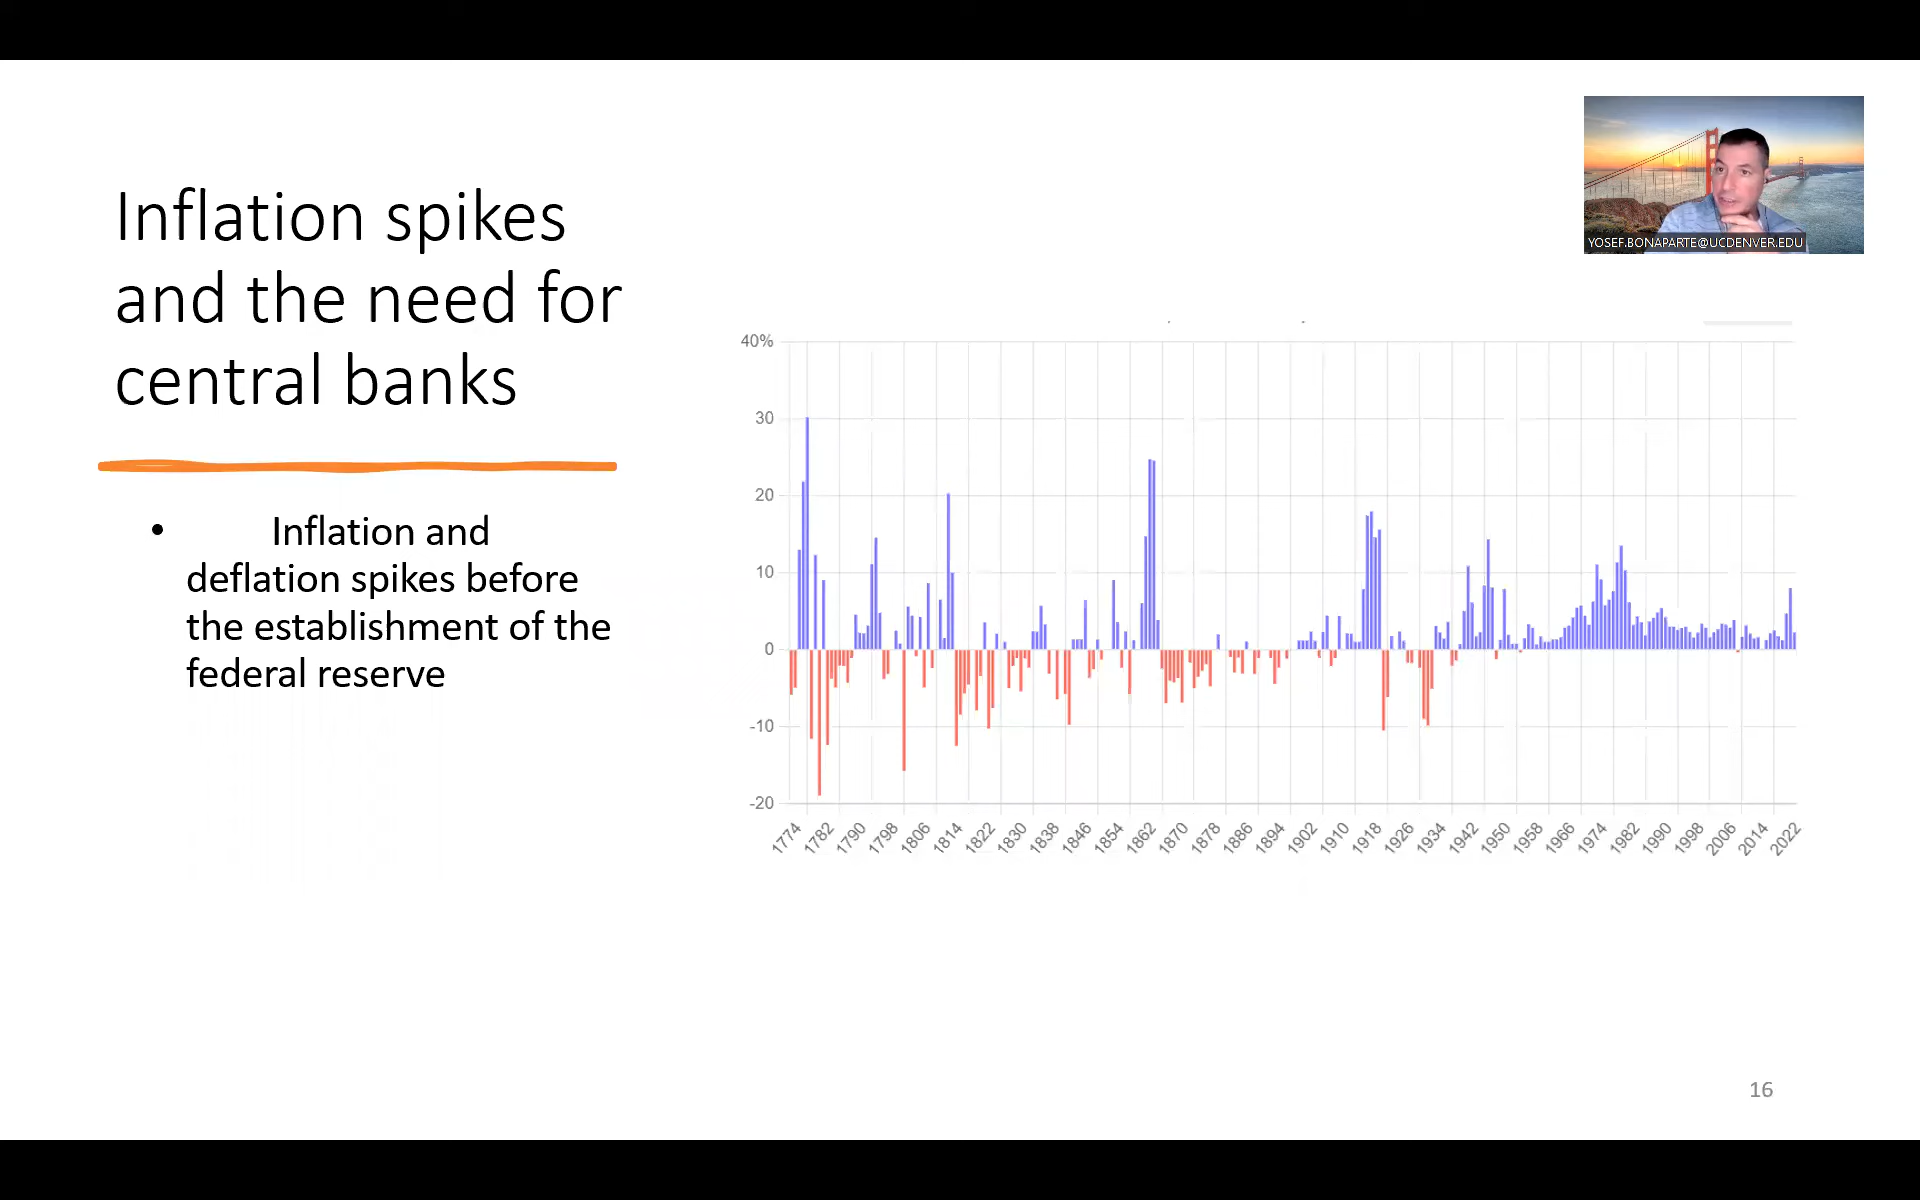 Inflation spikes
and the need for
central banks
• Inflation and
deflation spikes before
the establishment of the
federal reserve
YOSEF.BONAPARTE@UCDENVER.EDU
40%
30
20
10
0
-10
-20
1774 1782 1790 1798 1806 1814 1822 1830 1838 1846 1854 1862 1870 1878 1886 1894 1902 1910 1918 1926 1934 1942 1950 1958 1966 1974 1982 1990 1998 2006 2014 2022
16